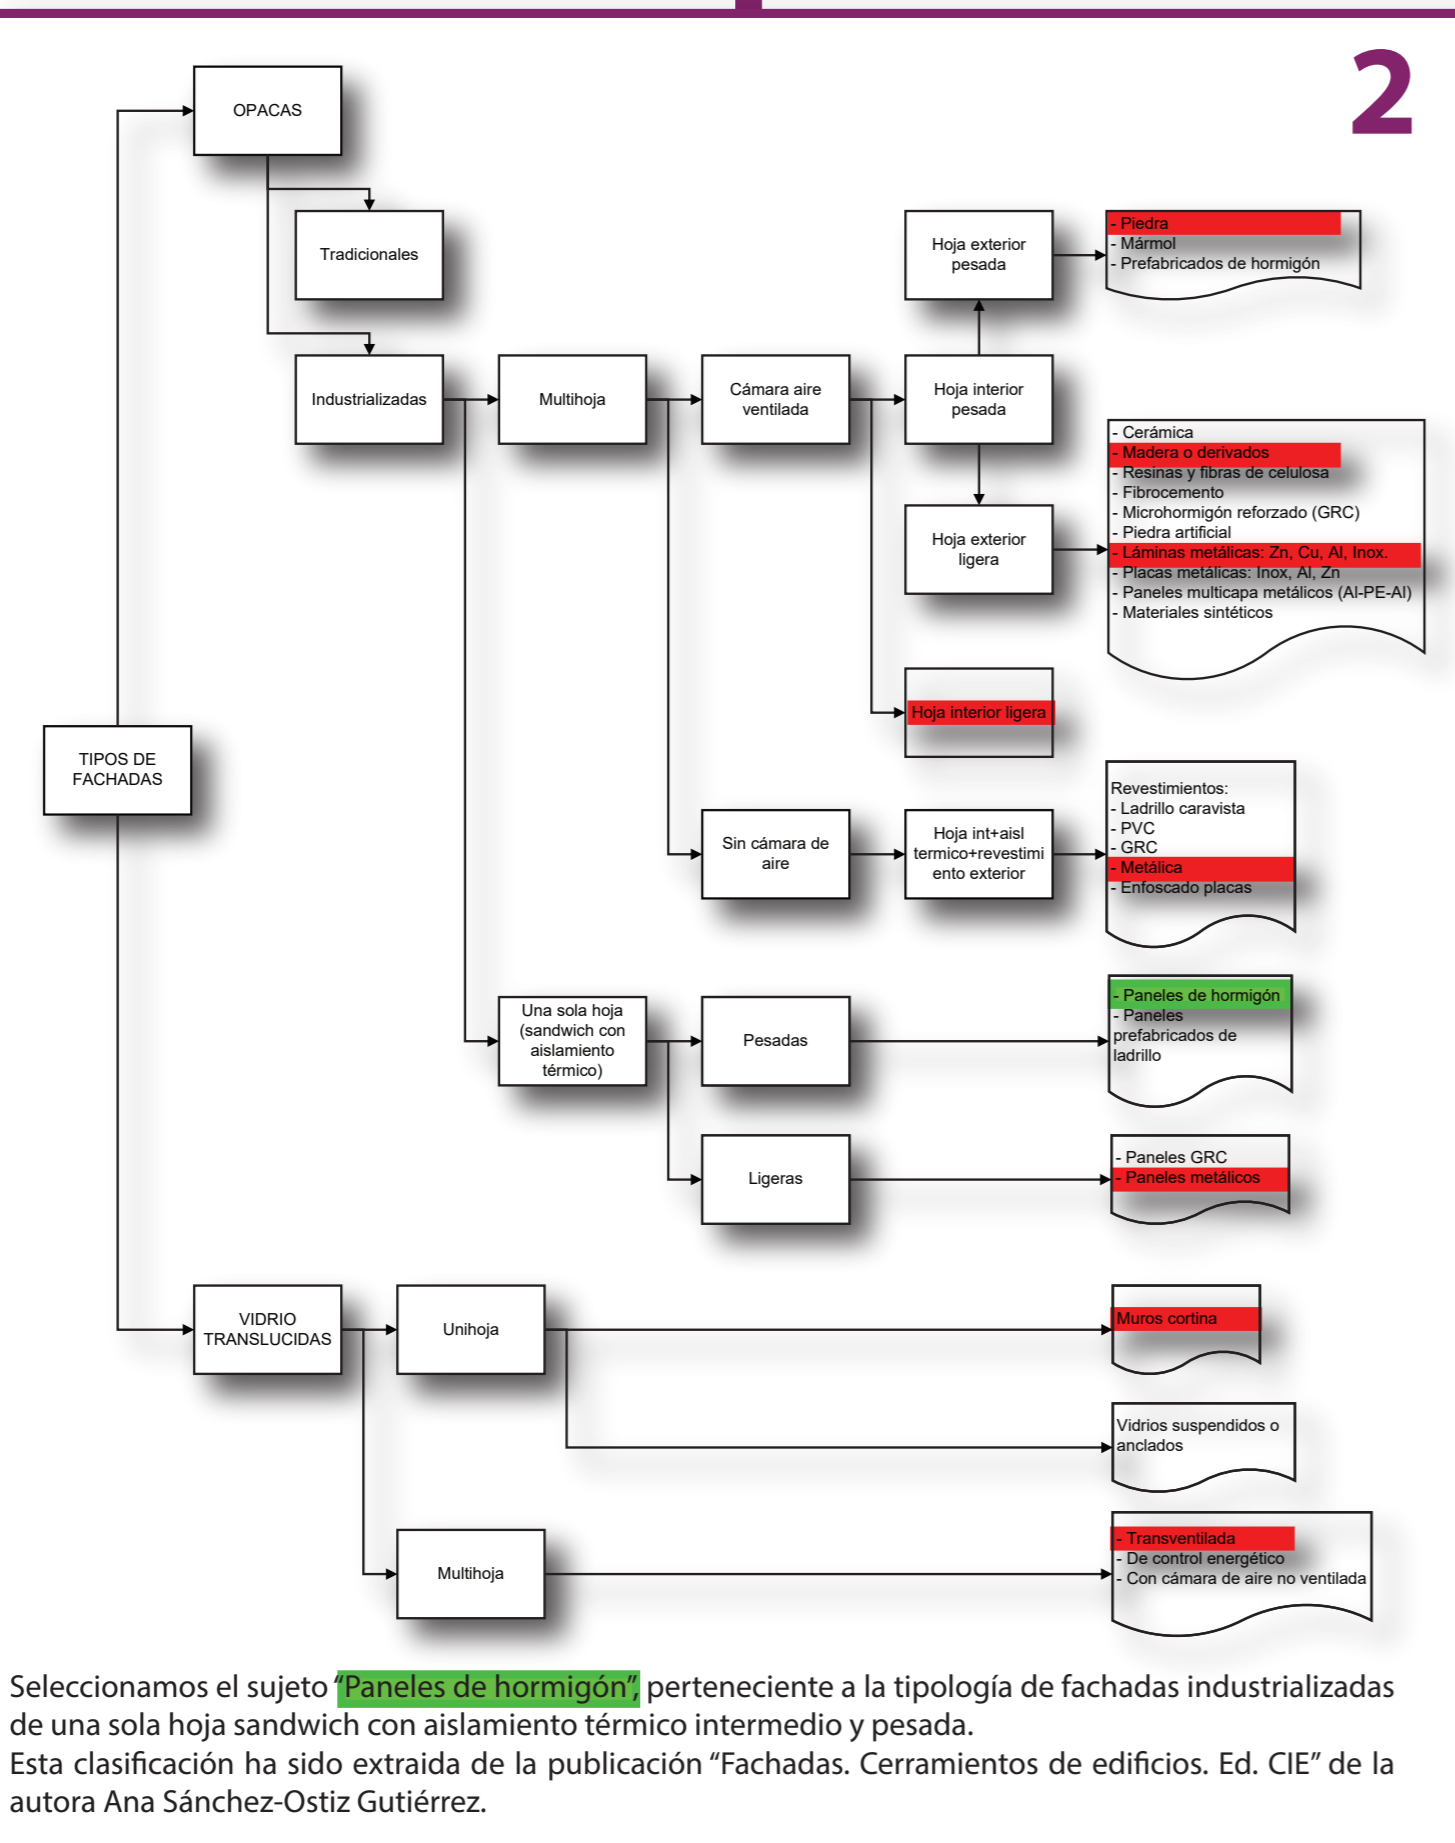 2
OPACAS
Tradicionales
Industrializadas
Multihoja
Cámara aire
ventilada
Hoja interior
pesada
Hoja exterior
pesada
- Piedra
- Mármol
- Prefabricados de hormigón
Hoja exterior
ligera
- Cerámica
- Madera o derivados
- Resinas y fibras de celulosa
- Fibrocemento
- Microhormigón reforzado (GRC)
- Piedra artificial
- Láminas metálicas: Zn, Cu, Al, Inox.
- Placas metálicas: Inox, Al, Zn
- Paneles multicapa metálicos (Al-PE-Al)
- Materiales sintéticos
Hoja interior ligera
TIPOS DE
FACHADAS
Sin cámara de
aire
Hoja int+aisl
termico+revestimi
ento exterior
Revestimientos:
- Ladrillo caravista
- PVC
- GRC
- Metálica
- Enfoscado placas
Una sola hoja
(sandwich con
aislamiento
térmico)
Pesadas
- Paneles de hormigón
- Paneles
prefabricados de
ladrillo
Ligeras
- Paneles GRC
- Paneles metálicos
VIDRIO
TRANSLUCIDAS
Unihoja
Muros cortina
Vidrios suspendidos o
anclados
Multihoja
- Transventilada
- De control energético
- Con cámara de aire no ventilada
Seleccionamos el sujeto “Paneles de hormigón”, perteneciente a la tipología de fachadas industrializadas
de una sola hoja sandwich con aislamiento térmico intermedio y pesada.
Esta clasificación ha sido extraida de la publicación “Fachadas. Cerramientos de edificios. Ed. CIE” de la
autora Ana Sánchez-Ostiz Gutiérrez.